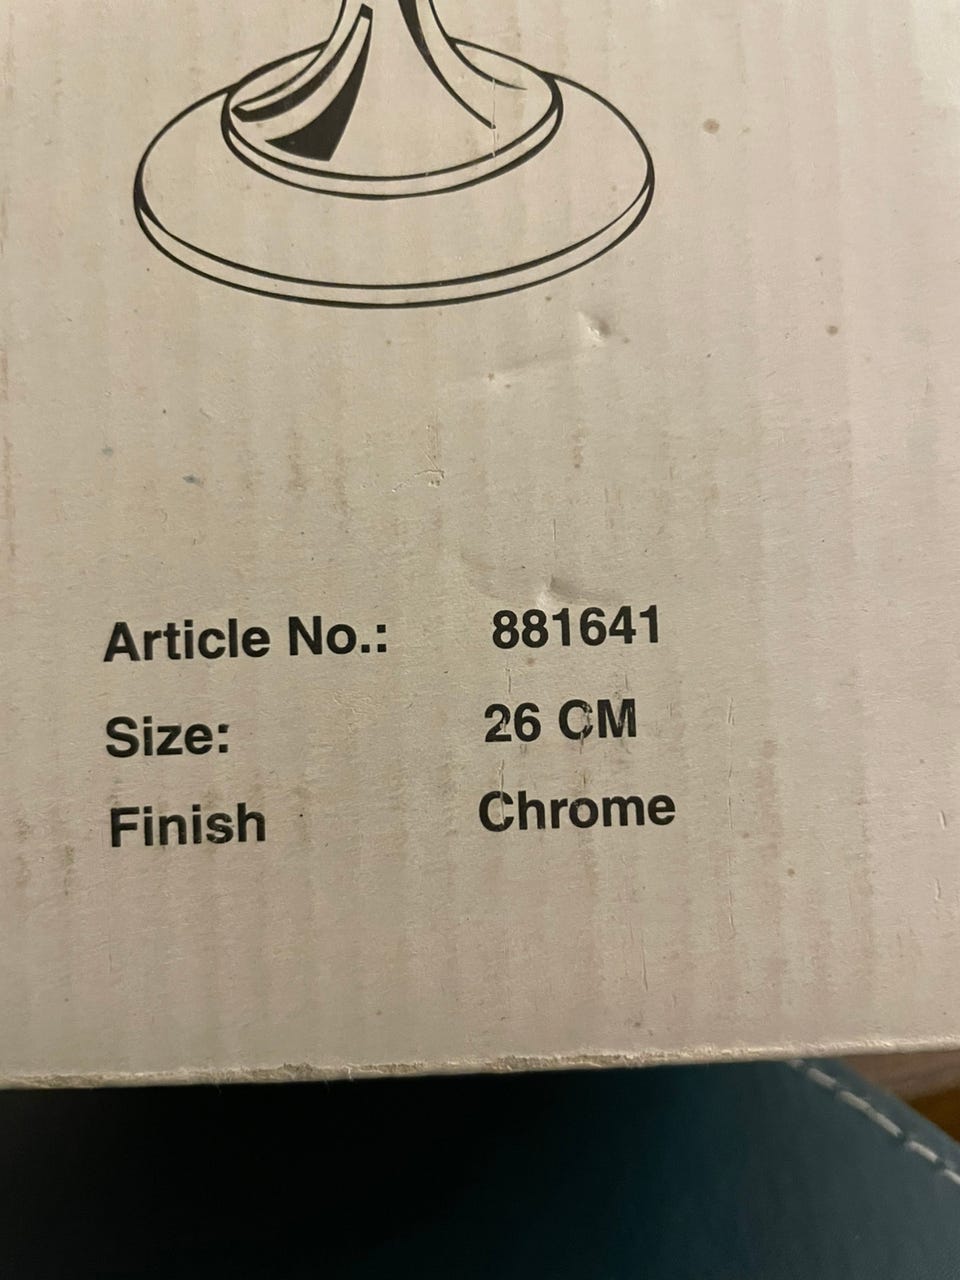 Article No.: 881641
Size: 26 CM
Finish Chrome